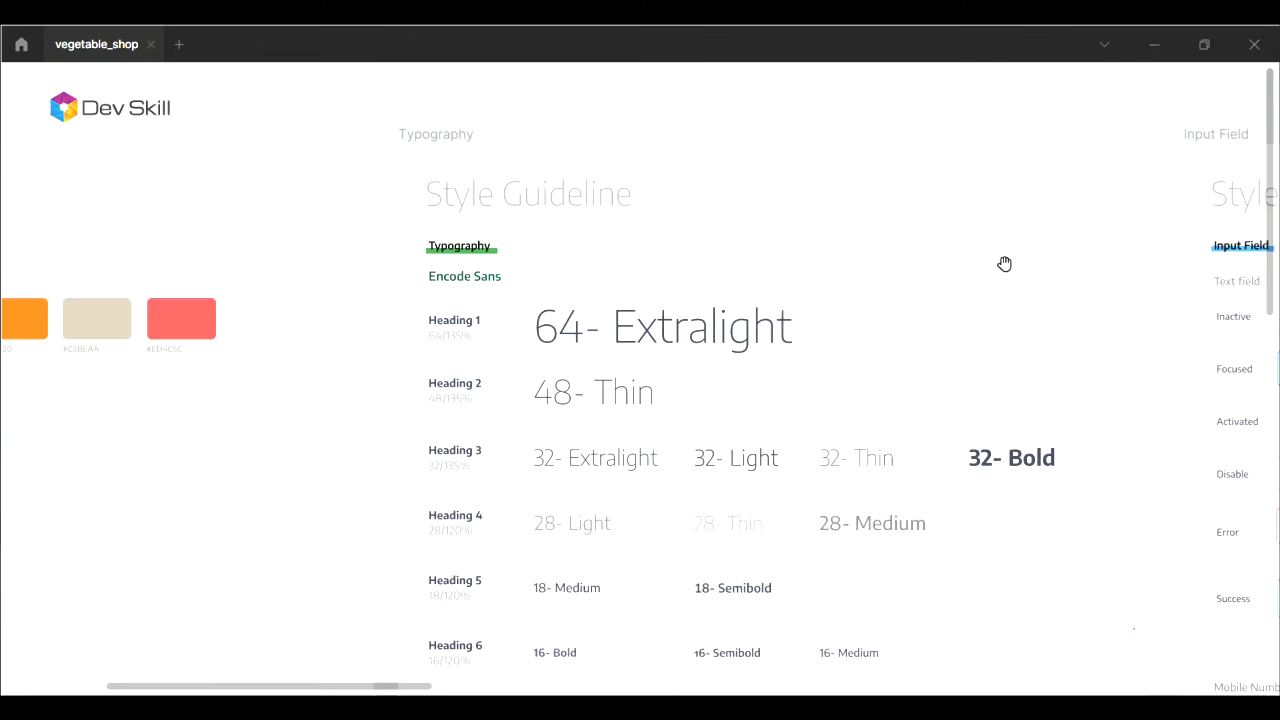 vegetable_shop
Dev Skill
Typography
Input Field
Style Guideline
Style
Typography
Input Field
Encode Sans
Text field
Heading 1
64/135%
64- Extralight
Inactive
20
#C5BEAA
#ED4C5C
Heading 2
48/135%
48- Thin
Focused
Activated
Heading 3
32/135%
32- Extralight
32- Light
32- Thin
32- Bold
Disable
Heading 4
28/120%
28- Light
28- Thin
28- Medium
Error
Heading 5
18/120%
18- Medium
18- Semibold
Success
Heading 6
16/120%
16- Bold
16- Semibold
16- Medium
Mobile Numb